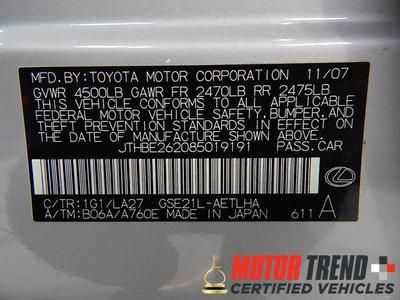 MFD. BY: TOYOTA MOTOR CORPORATION 11/07
GVWR 4500LB GAWR FR 2470LB RR 2475LB
THIS VEHICLE CONFORMS TO ALL APPLICABLE
FEDERAL MOTOR VEHICLE SAFETY, BUMPER, AND
THEFT PREVENTION STANDARDS IN EFFECT ON
THE DATE OF MANUFACTURE SHOWN ABOVE.
JTHBE262085019191 PASS. CAR
C/TR: 1G1/LA27 GSE21L-AETLHA
A/TM: B06A/A760E MADE IN JAPAN 611 A
MOTOR TREND
CERTIFIED VEHICLES